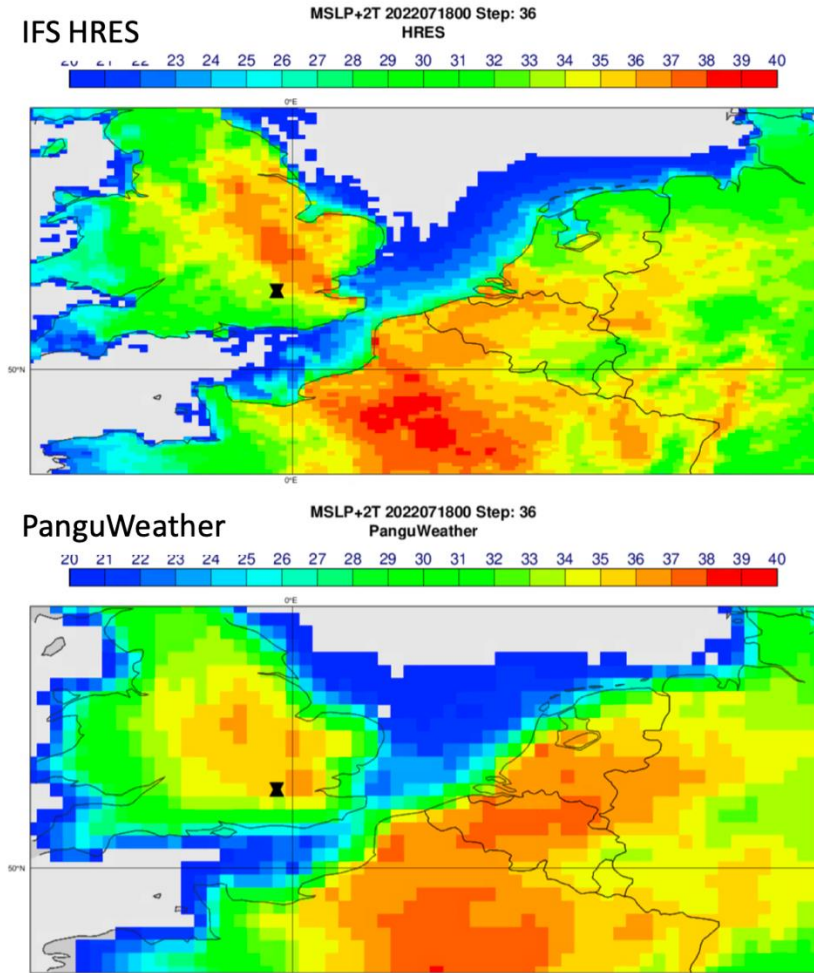 IFS HRES
MSLP+2T 2022071800 Step: 36
HRES
20 21 22 23 24 25 26 27 28 29 30 31 32 33 34 35 36 37 38 39 40
0°E
50°N
0°E
PanguWeather
MSLP+2T 2022071800 Step: 36
PanguWeather
20 21 22 23 24 25 26 27 28 29 30 31 32 33 34 35 36 37 38 39 40
0°E
50°N